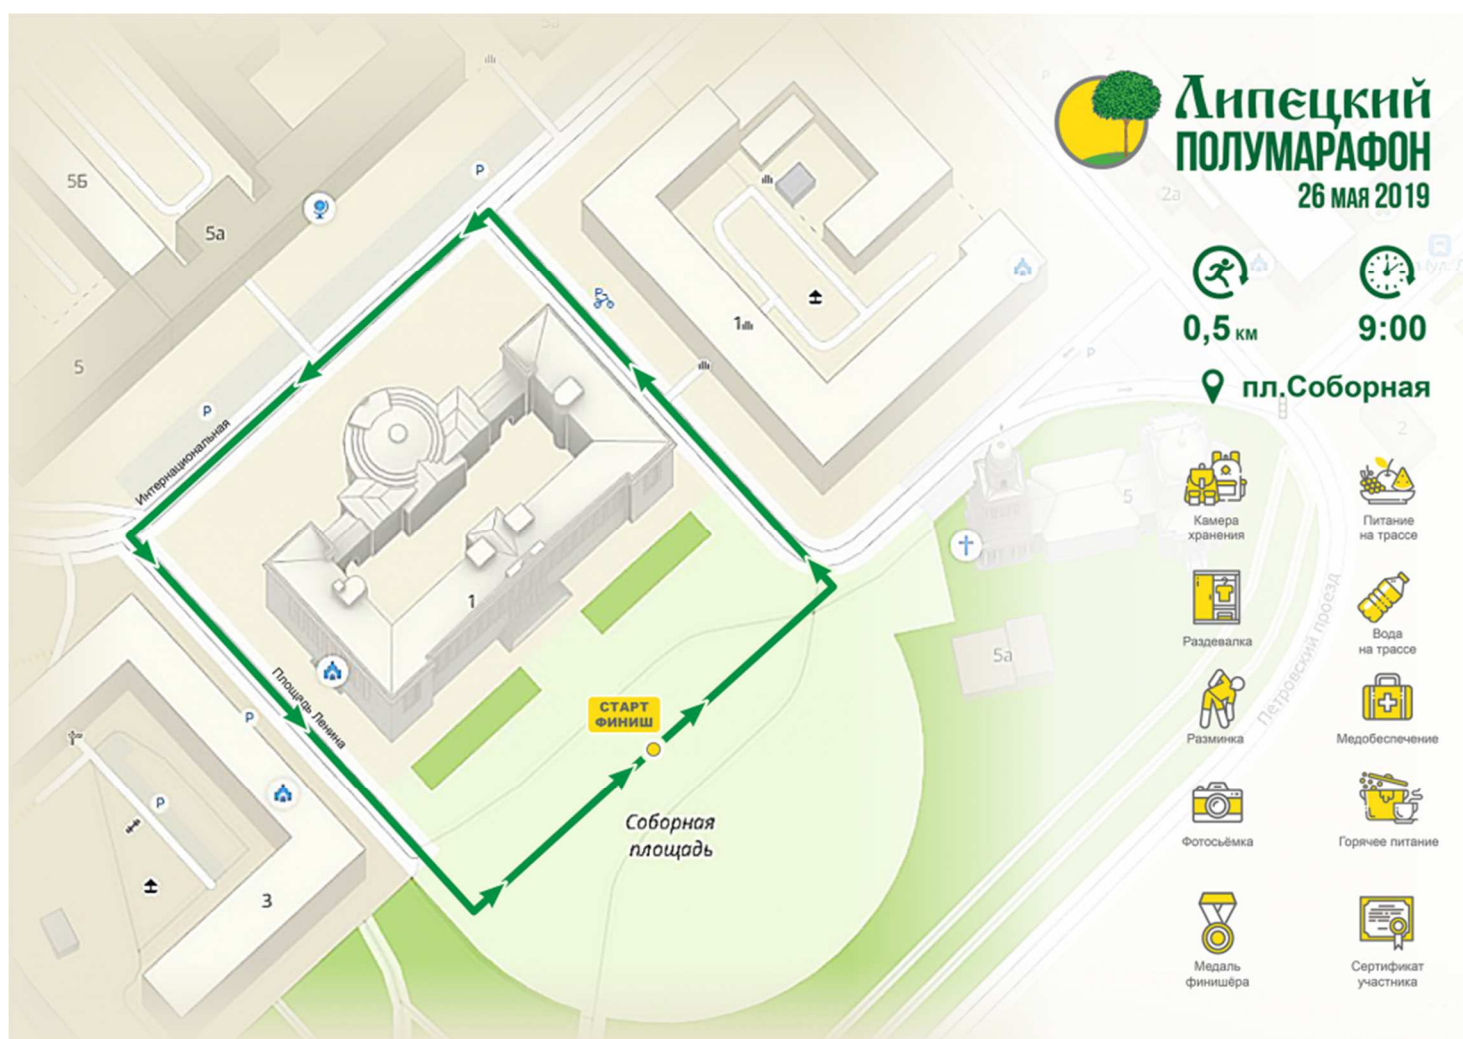 Липецкий
ПОЛУМАРАФОН
26 МАЯ 2019
0,5 км
9:00
пл.Соборная
Камера
хранения
Питание
на трассе
Раздевалка
Вода
на трассе
Разминка
Медобеспечение
Фотосъёмка
Горячее питание
Медаль
финишёра
Сертификат
участника
СТАРТ
ФИНИШ
Соборная
площадь
Интернациональная
Площадь Ленина
Петровский проезд
5Б
5а
5
1
1
3
5
5а
2а
2
2
P
P
P
P
P
P
P